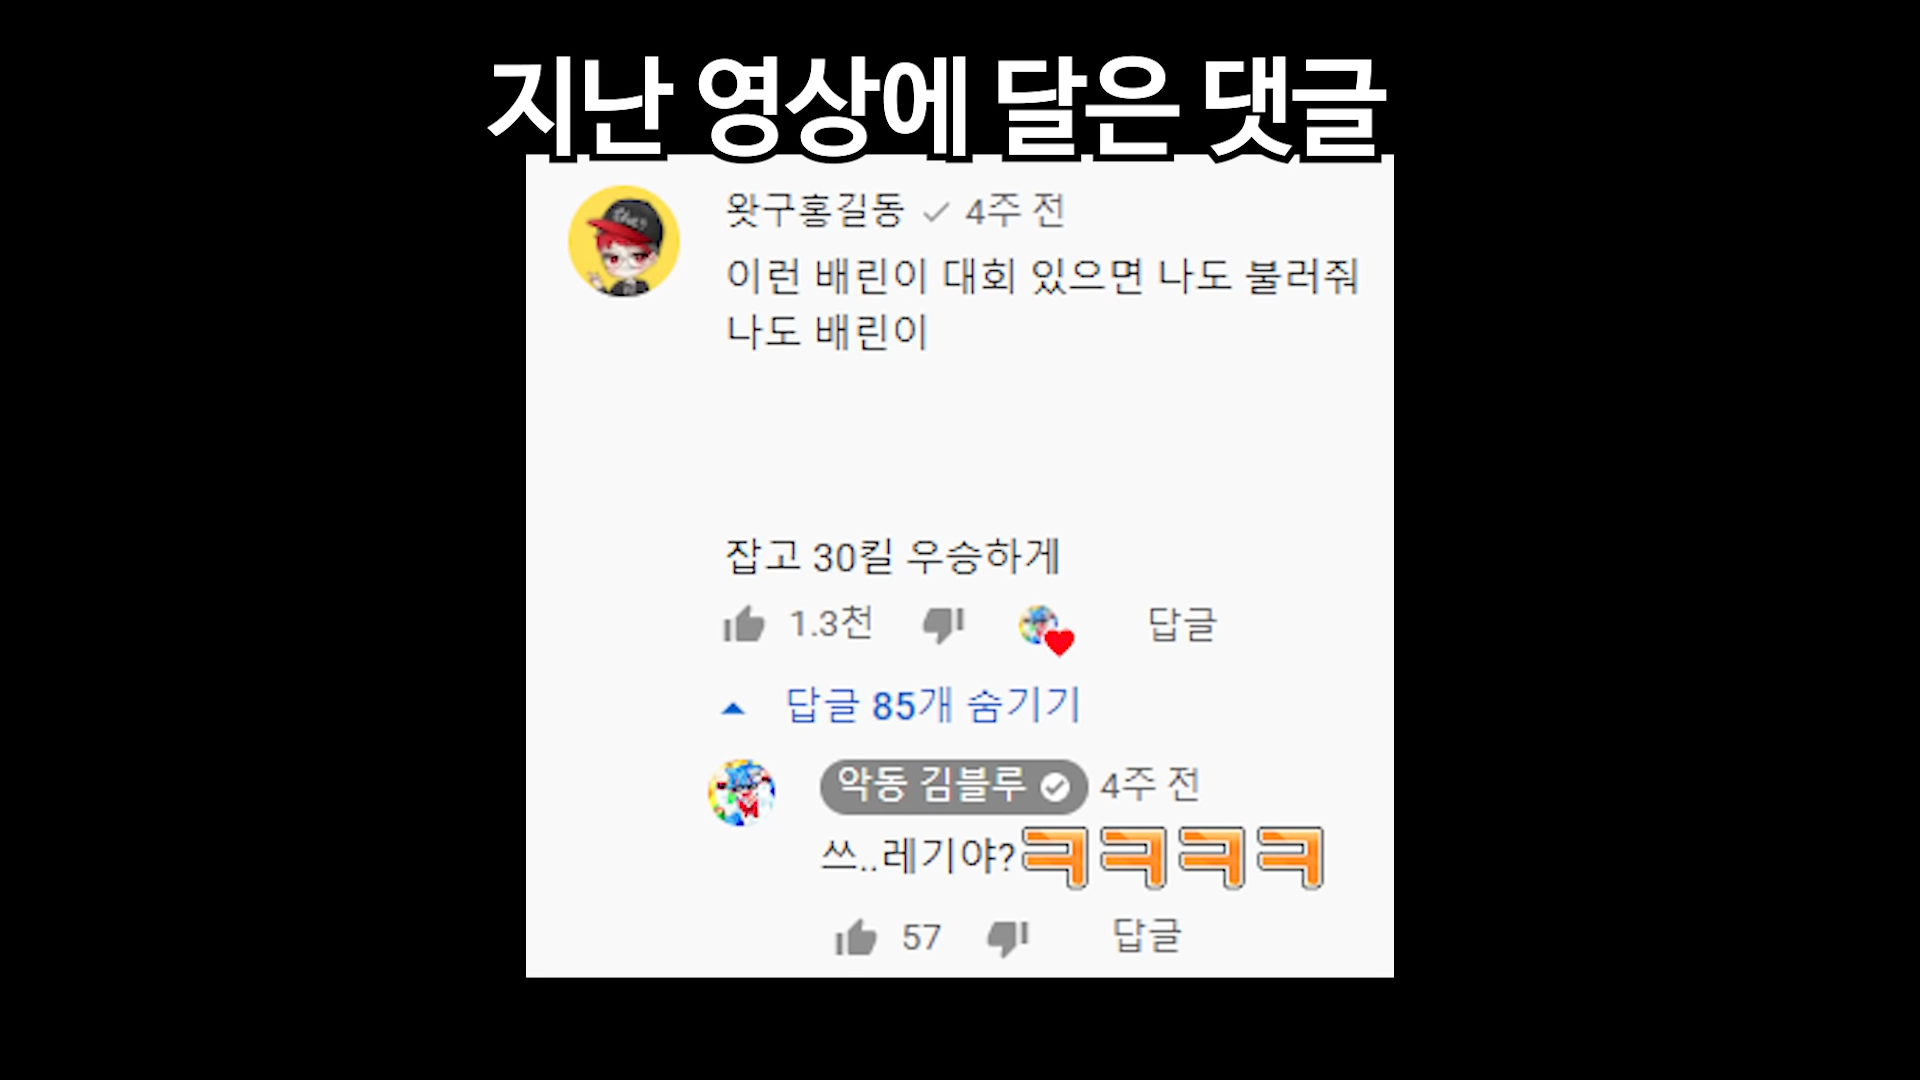 지난 영상에 달은 댓글
왓구홍길동 4주 전
이런 배린이 대회 있으면 나도 불러줘
나도 배린이
잡고 30킬 우승하게
1.3천 답글
답글 85개 숨기기
악동 김블루 4주 전
쓰..레기야?ㅋㅋㅋㅋ
57 답글